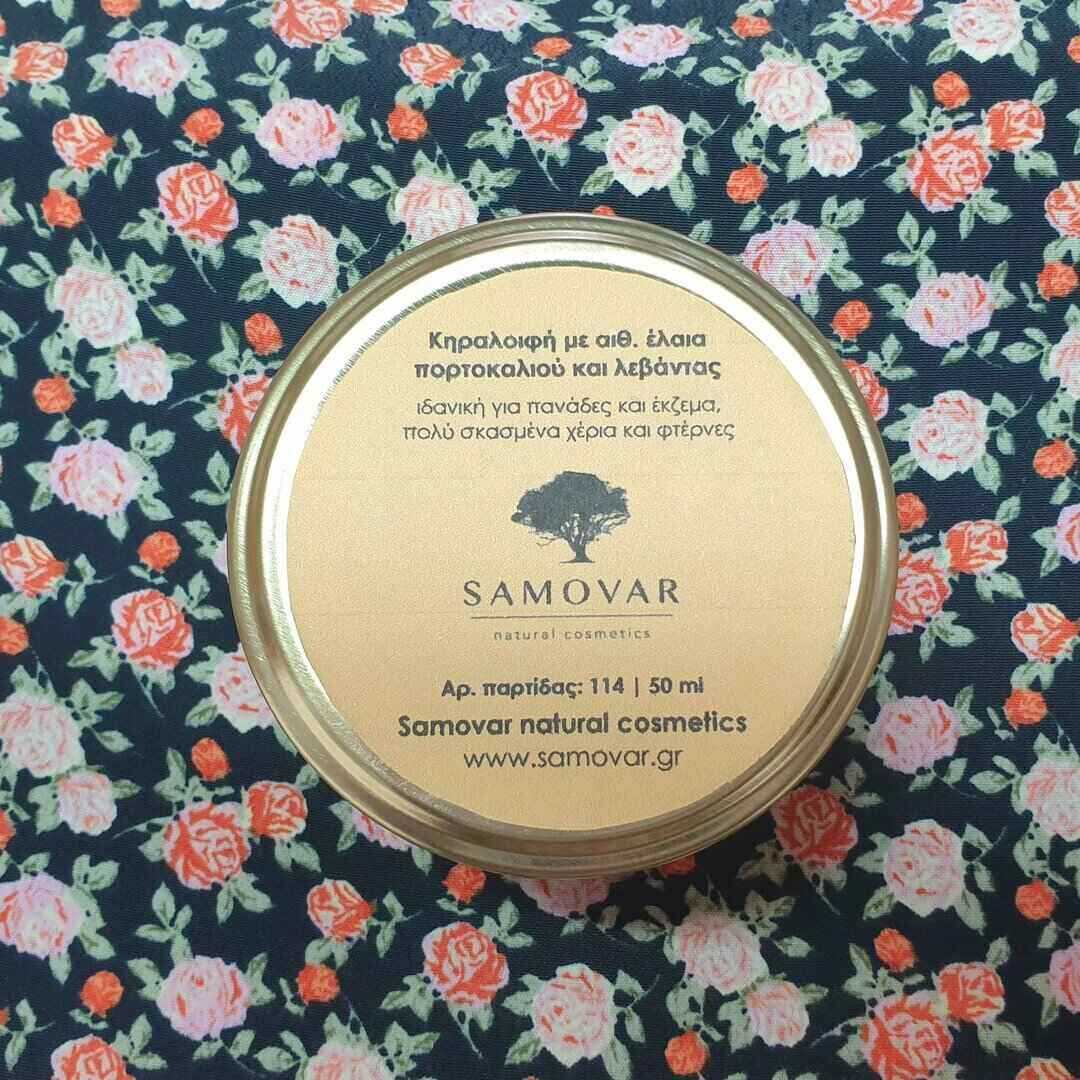 Κηραλοιφή με αιθ. έλαια
πορτοκαλιού και λεβάντας
ιδανική για πανάδες και έκζεμα,
πολύ σκασμένα χέρια και φτέρνες
SAMOVAR
natural cosmetics
Αρ. παρτίδας: 114 | 50 ml
Samovar natural cosmetics
www.samovar.gr